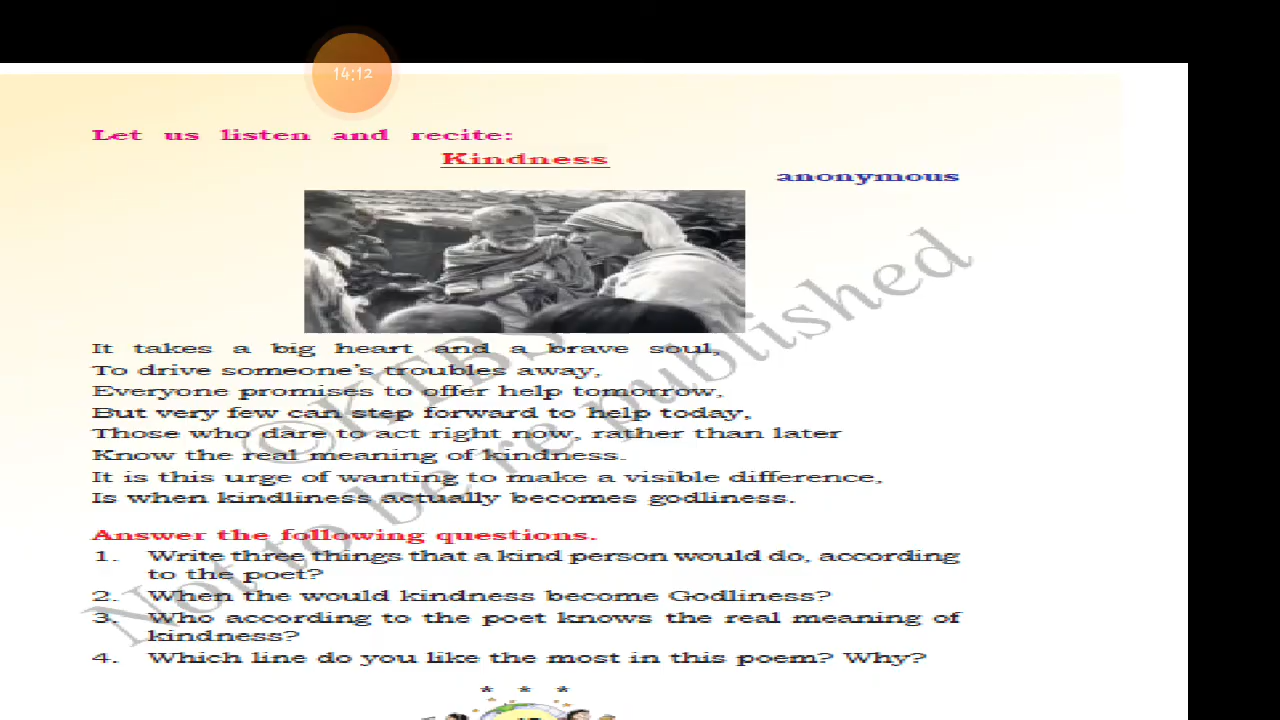 14:12
Let us listen and recite:
Kindness
anonymous
It takes a big heart and a brave soul,
To drive someone's troubles away,
Everyone promises to offer help tomorrow,
But very few can step forward to help today,
Those who dare to act right now, rather than later
Know the real meaning of kindness.
It is this urge of wanting to make a visible difference,
Is when kindliness actually becomes godliness.
Answer the following questions.
1. Write three things that a kind person would do, according
to the poet?
2. When the would kindness become Godliness?
3. Who according to the poet knows the real meaning of
kindness?
4. Which line do you like the most in this poem? Why?
* * *
©KTBS
Not to be re published